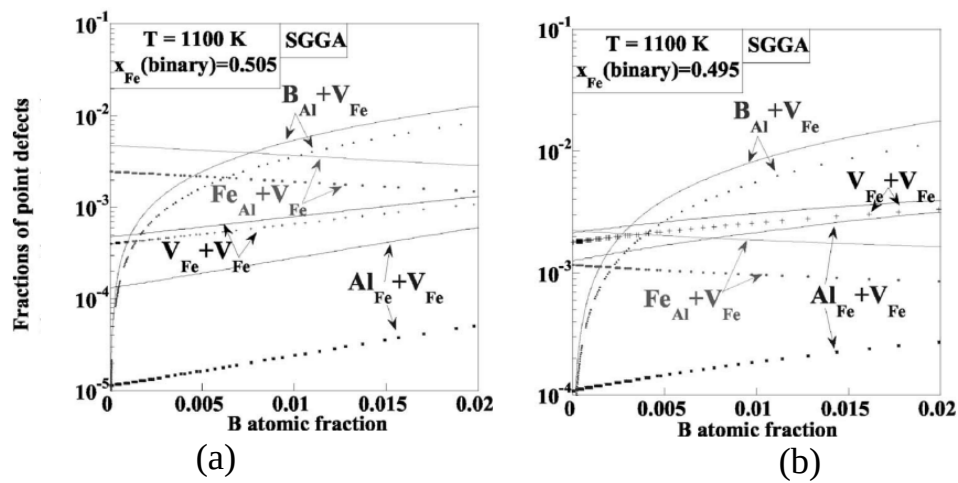 Fractions of point defects
10⁻¹
10⁻²
10⁻³
10⁻⁴
10⁻⁵
T = 1100 K
x_Fe (binary)=0.505
SGGA
B_Al+V_Fe
Fe_Al+V_Fe
V_Fe+V_Fe
Al_Fe+V_Fe
0 0.005 0.01 0.015 0.02
B atomic fraction
(a)
10⁻¹
10⁻²
10⁻³
10⁻⁴
T = 1100 K
x_Fe (binary)=0.495
SGGA
B_Al+V_Fe
V_Fe+V_Fe
Fe_Al+V_Fe
Al_Fe+V_Fe
0 0.005 0.01 0.015 0.02
B atomic fraction
(b)